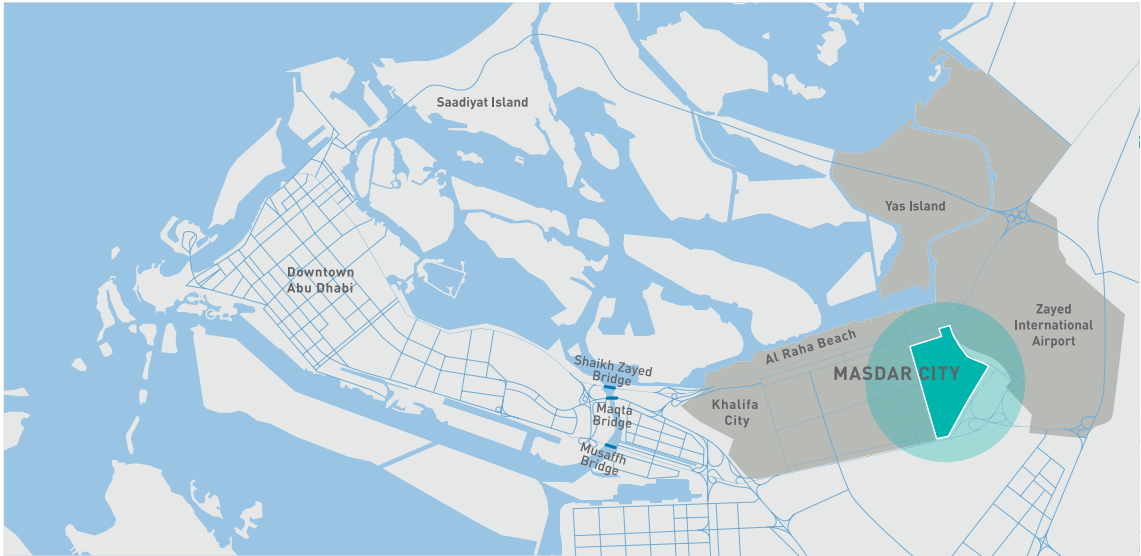 Saadiyat Island
Yas Island
Downtown
Abu Dhabi
Zayed
International
Airport
Al Raha Beach
Shaikh Zayed
Bridge
MASDAR CITY
Khalifa
City
Maqta
Bridge
Musaffh
Bridge